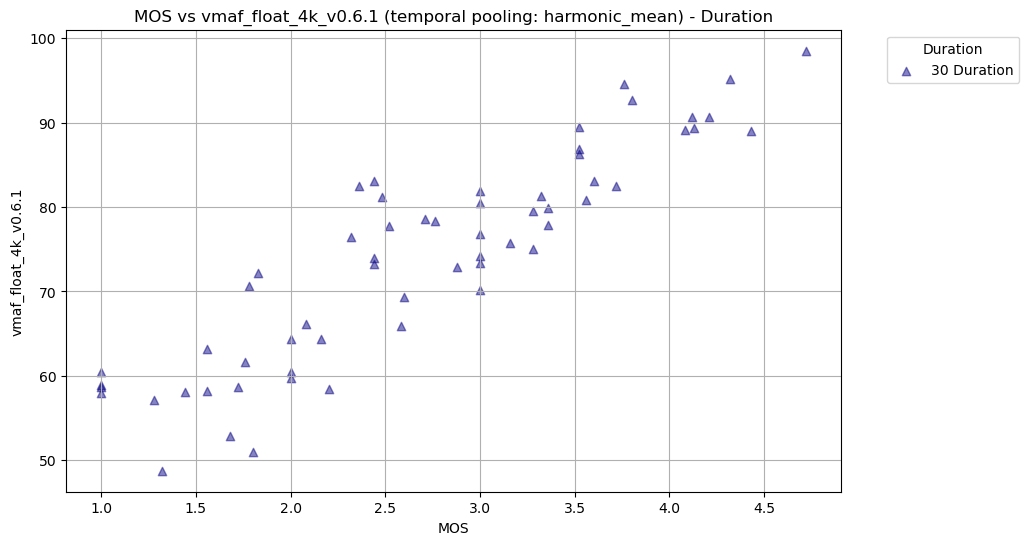 MOS vs vmaf_float_4k_v0.6.1 (temporal pooling: harmonic_mean) - Duration
vmaf_float_4k_v0.6.1
100
90
80
70
60
50
1.0 1.5 2.0 2.5 3.0 3.5 4.0 4.5
MOS
Duration
30 Duration